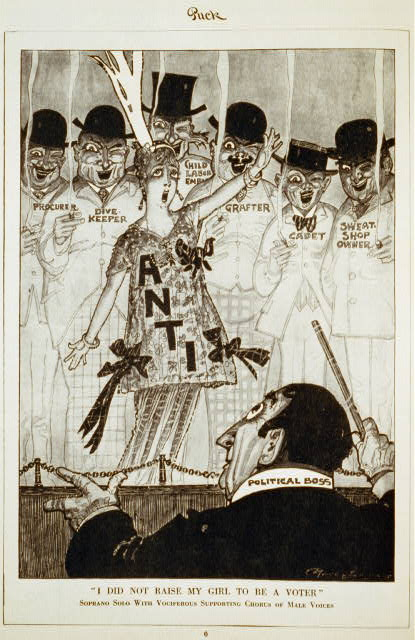 Puck
PROCURER
DIVE
KEEPER
CHILD
LABOR
EMP
GRAFTER
CADET
SWEAT
SHOP
OWNER
ANTI
POLITICAL BOSS
"I DID NOT RAISE MY GIRL TO BE A VOTER"
SOPRANO SOLO WITH VOCIFEROUS SUPPORTING CHORUS OF MALE VOICES
6